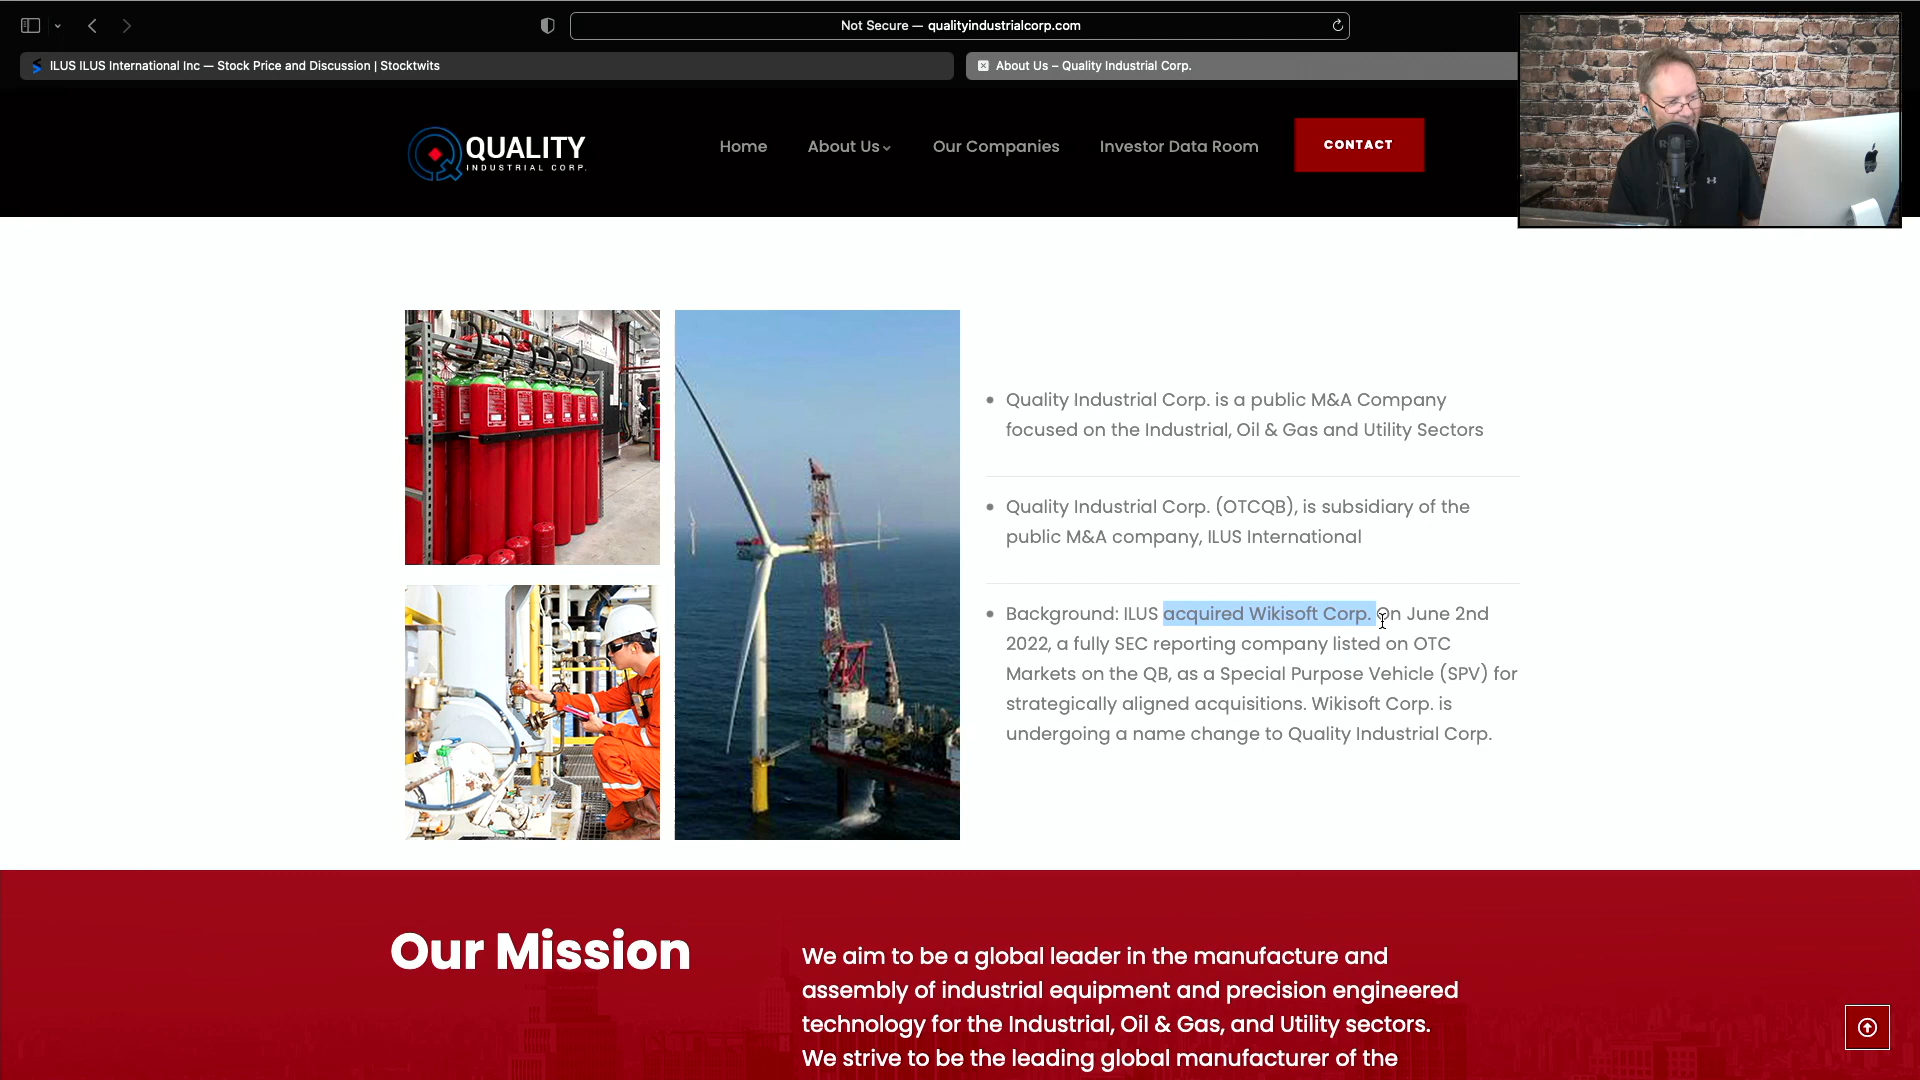 Not Secure — qualityindustrialcorp.com
ILUS ILUS International Inc — Stock Price and Discussion | Stocktwits
About Us – Quality Industrial Corp.
QUALITY
INDUSTRIAL CORP.
Home
About Us
Our Companies
Investor Data Room
CONTACT
Quality Industrial Corp. is a public M&A Company
focused on the Industrial, Oil & Gas and Utility Sectors
Quality Industrial Corp. (OTCQB), is subsidiary of the
public M&A company, ILUS International
Background: ILUS acquired Wikisoft Corp. On June 2nd
2022, a fully SEC reporting company listed on OTC
Markets on the QB, as a Special Purpose Vehicle (SPV) for
strategically aligned acquisitions. Wikisoft Corp. is
undergoing a name change to Quality Industrial Corp.
Our Mission
We aim to be a global leader in the manufacture and
assembly of industrial equipment and precision engineered
technology for the Industrial, Oil & Gas, and Utility sectors.
We strive to be the leading global manufacturer of the